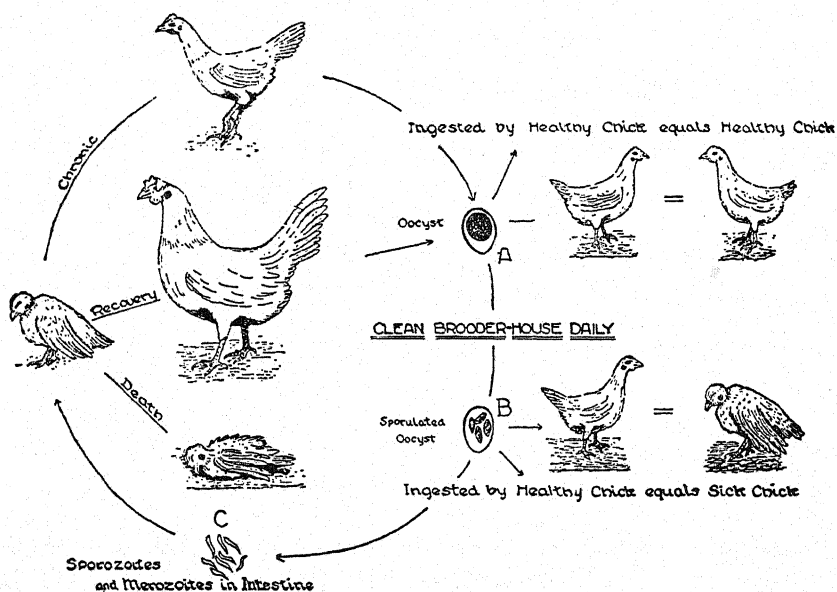 Ingested by Healthy Chick equals Healthy Chick
Chronic
Oocyst
A
Recovery
CLEAN BROODER-HOUSE DAILY
Death
B
Sporulated
Oocyst
Ingested by Healthy Chick equals Sick Chick
C
Sporozoites
and Merozoites in Intestine